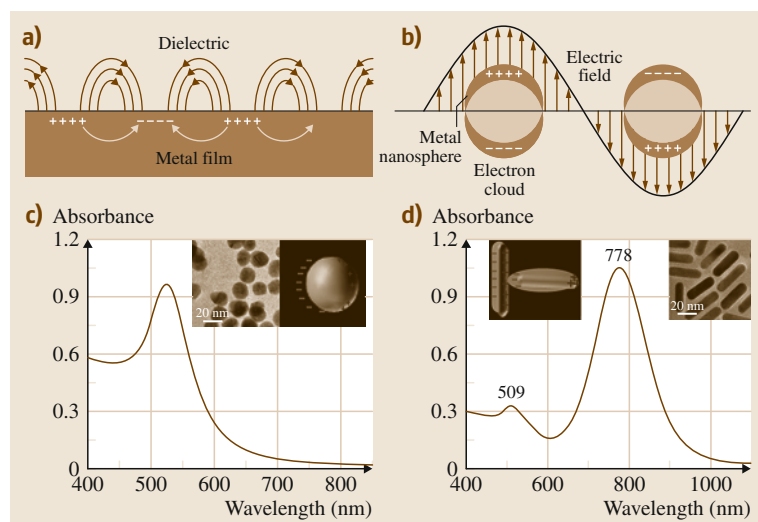 a)
Dielectric
++++
−−−−
++++
Metal film
b)
Electric
field
++++
−−−−
Metal
nanosphere
−−−−
++++
Electron
cloud
c) Absorbance
1.2
0.9
0.6
0.3
0
400 500 600 700 800
Wavelength (nm)
20 nm
d) Absorbance
1.2
0.9
0.6
0.3
0
400 600 800 1000
Wavelength (nm)
778
509
20 nm